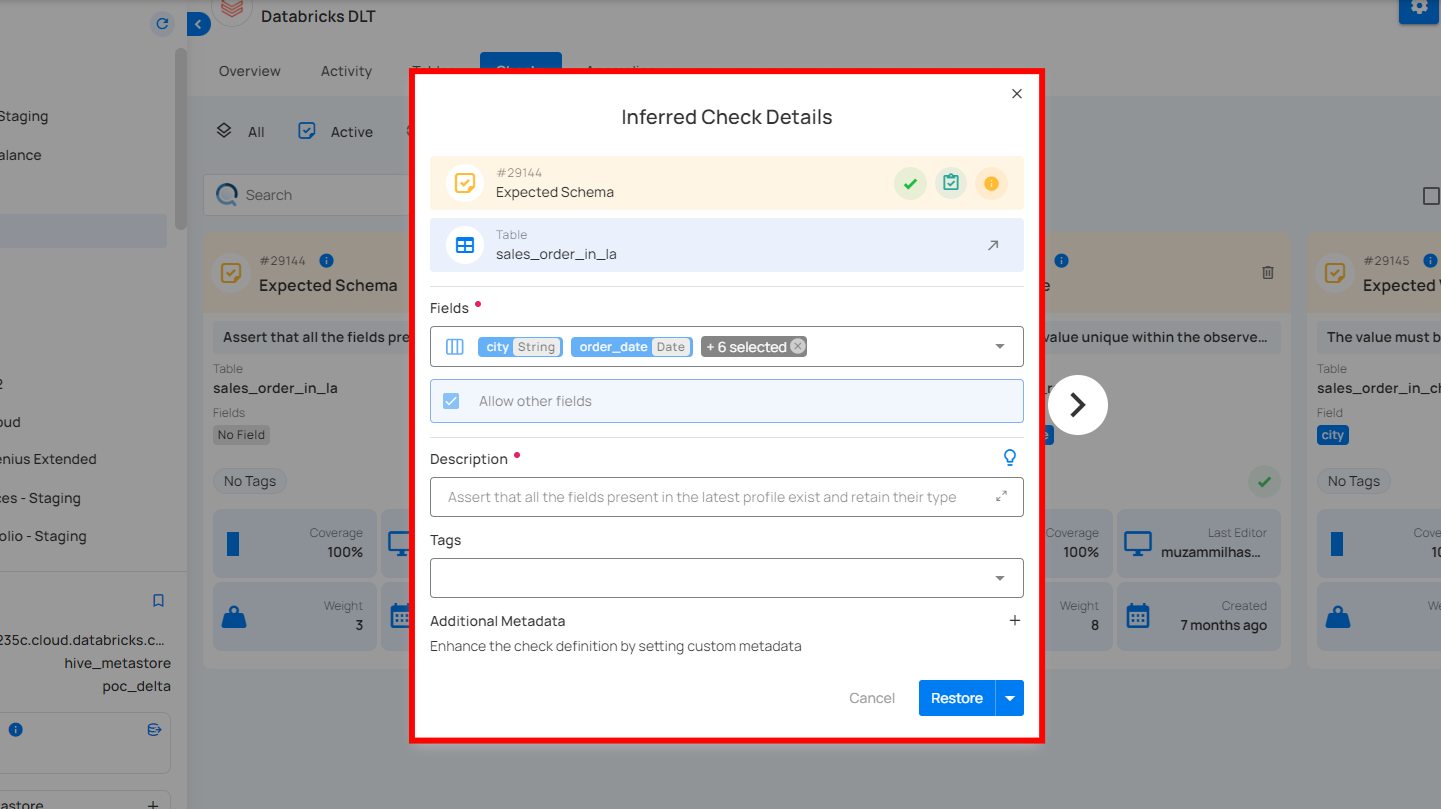 Databricks DLT
Overview
Activity
Staging
alance
All
Active
Search
#29144
Expected Schema
Assert that all the fields pres
Table
sales_order_in_la
Fields
No Field
No Tags
Coverage
100%
Weight
3
Inferred Check Details
#29144
Expected Schema
Table
sales_order_in_la
Fields
city String order_date Date + 6 selected
Allow other fields
Description
Assert that all the fields present in the latest profile exist and retain their type
Tags
Additional Metadata
Enhance the check definition by setting custom metadata
Cancel
Restore
e
value unique within the observe...
e
Coverage
100%
Last Editor
muzammilhas...
Weight
8
Created
7 months ago
#29145
Expected V
The value must b
Table
sales_order_in_ch
Field
city
No Tags
Cove
10
We
2
oud
enius Extended
ces - Staging
olio - Staging
235c.cloud.databricks.c...
hive_metastore
poc_delta
astore